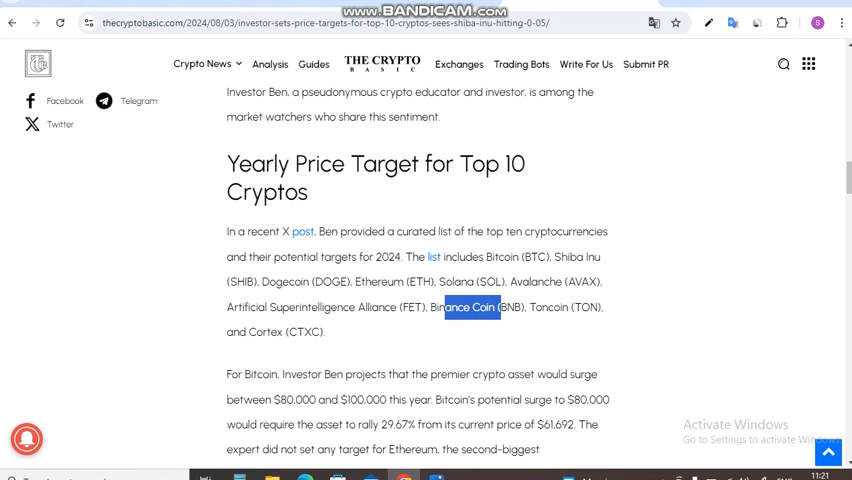 www.BANDICAM.com
thecryptobasic.com/2024/08/03/investor-sets-price-targets-for-top-10-cryptos-sees-shiba-inu-hitting-0-05/
S
Crypto News
Analysis
Guides
THE CRYPTO
BASIC
Exchanges
Trading Bots
Write For Us
Submit PR
Facebook
Telegram
Twitter
Investor Ben, a pseudonymous crypto educator and investor, is among the
market watchers who share this sentiment.
Yearly Price Target for Top 10
Cryptos
In a recent X post, Ben provided a curated list of the top ten cryptocurrencies
and their potential targets for 2024. The list includes Bitcoin (BTC), Shiba Inu
(SHIB), Dogecoin (DOGE), Ethereum (ETH), Solana (SOL), Avalanche (AVAX),
Artificial Superintelligence Alliance (FET), Binance Coin (BNB), Toncoin (TON),
and Cortex (CTXC).
For Bitcoin, Investor Ben projects that the premier crypto asset would surge
between $80,000 and $100,000 this year. Bitcoin's potential surge to $80,000
would require the asset to rally 29.67% from its current price of $61,692. The
expert did not set any target for Ethereum, the second-biggest
Activate Windows
Go to Settings to activate Windows.
11:21